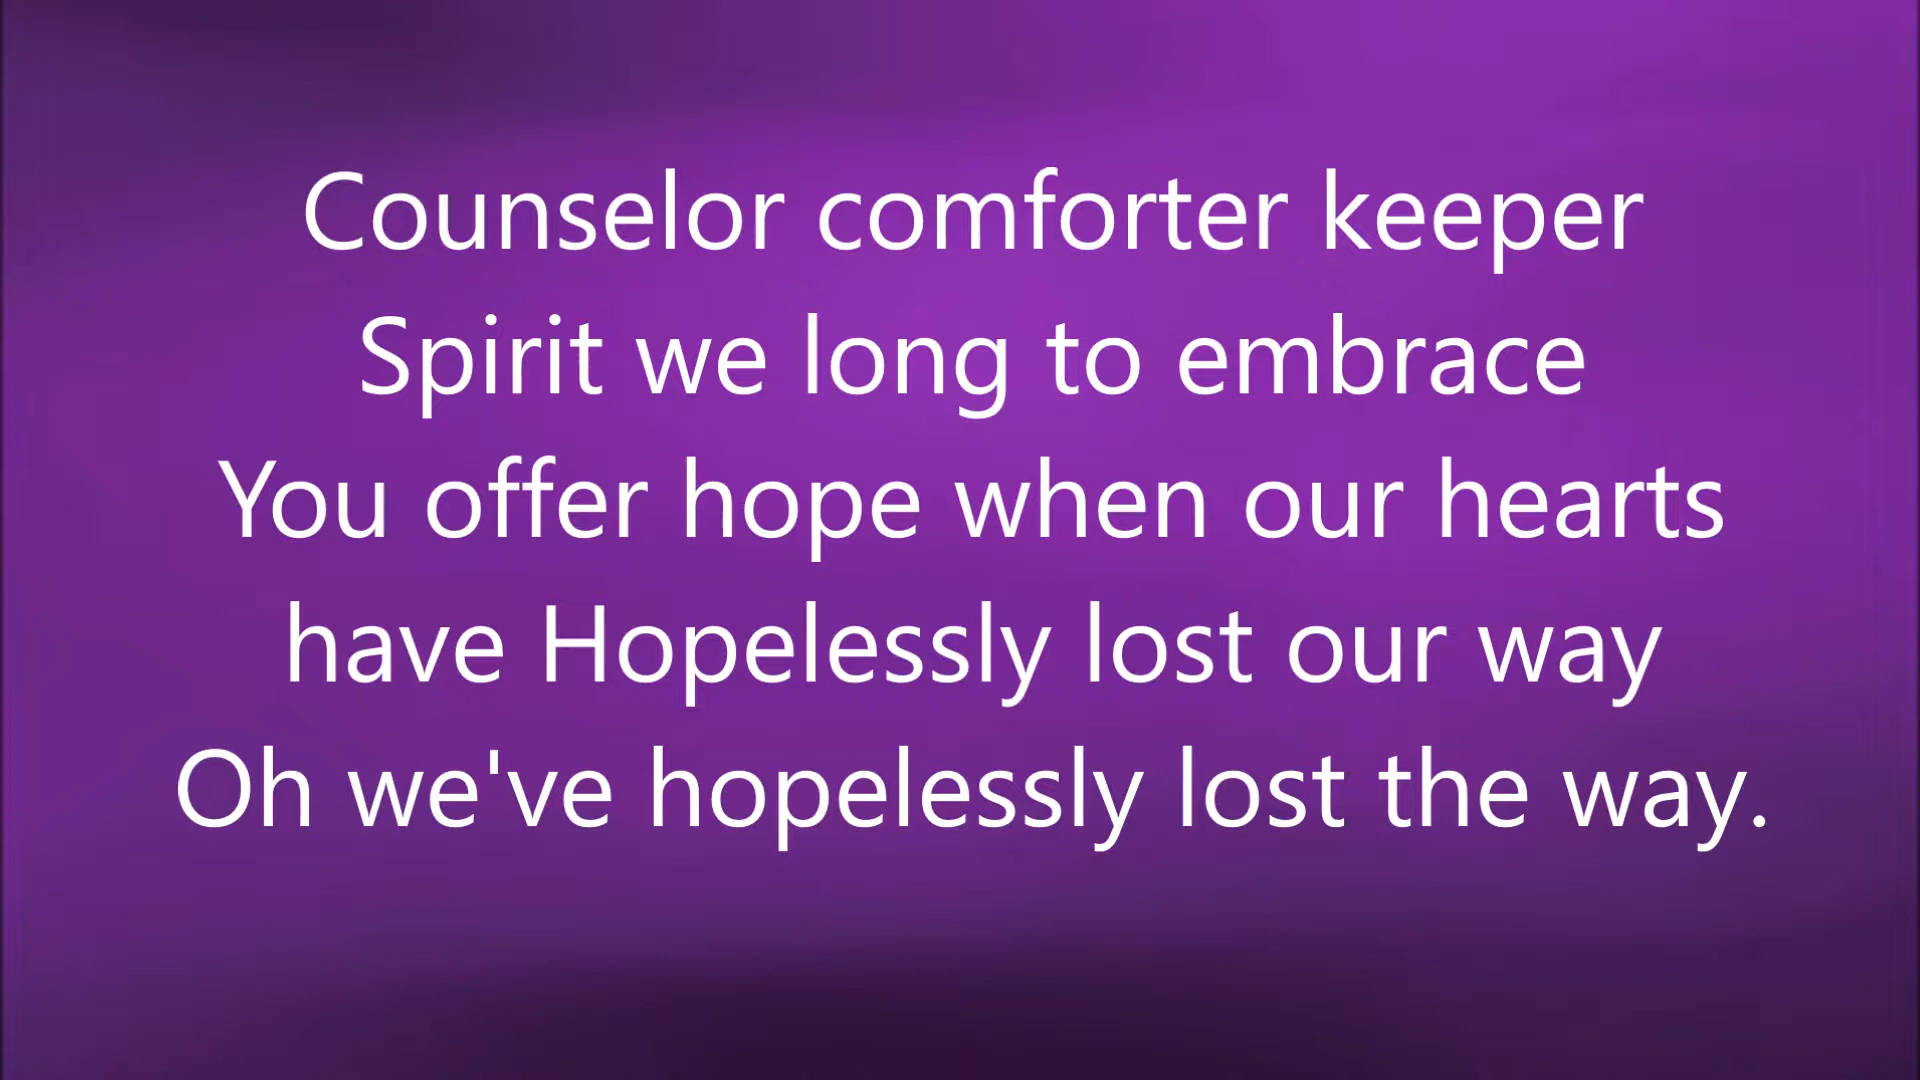 Counselor comforter keeper
Spirit we long to embrace
You offer hope when our hearts
have Hopelessly lost our way
Oh we've hopelessly lost the way.